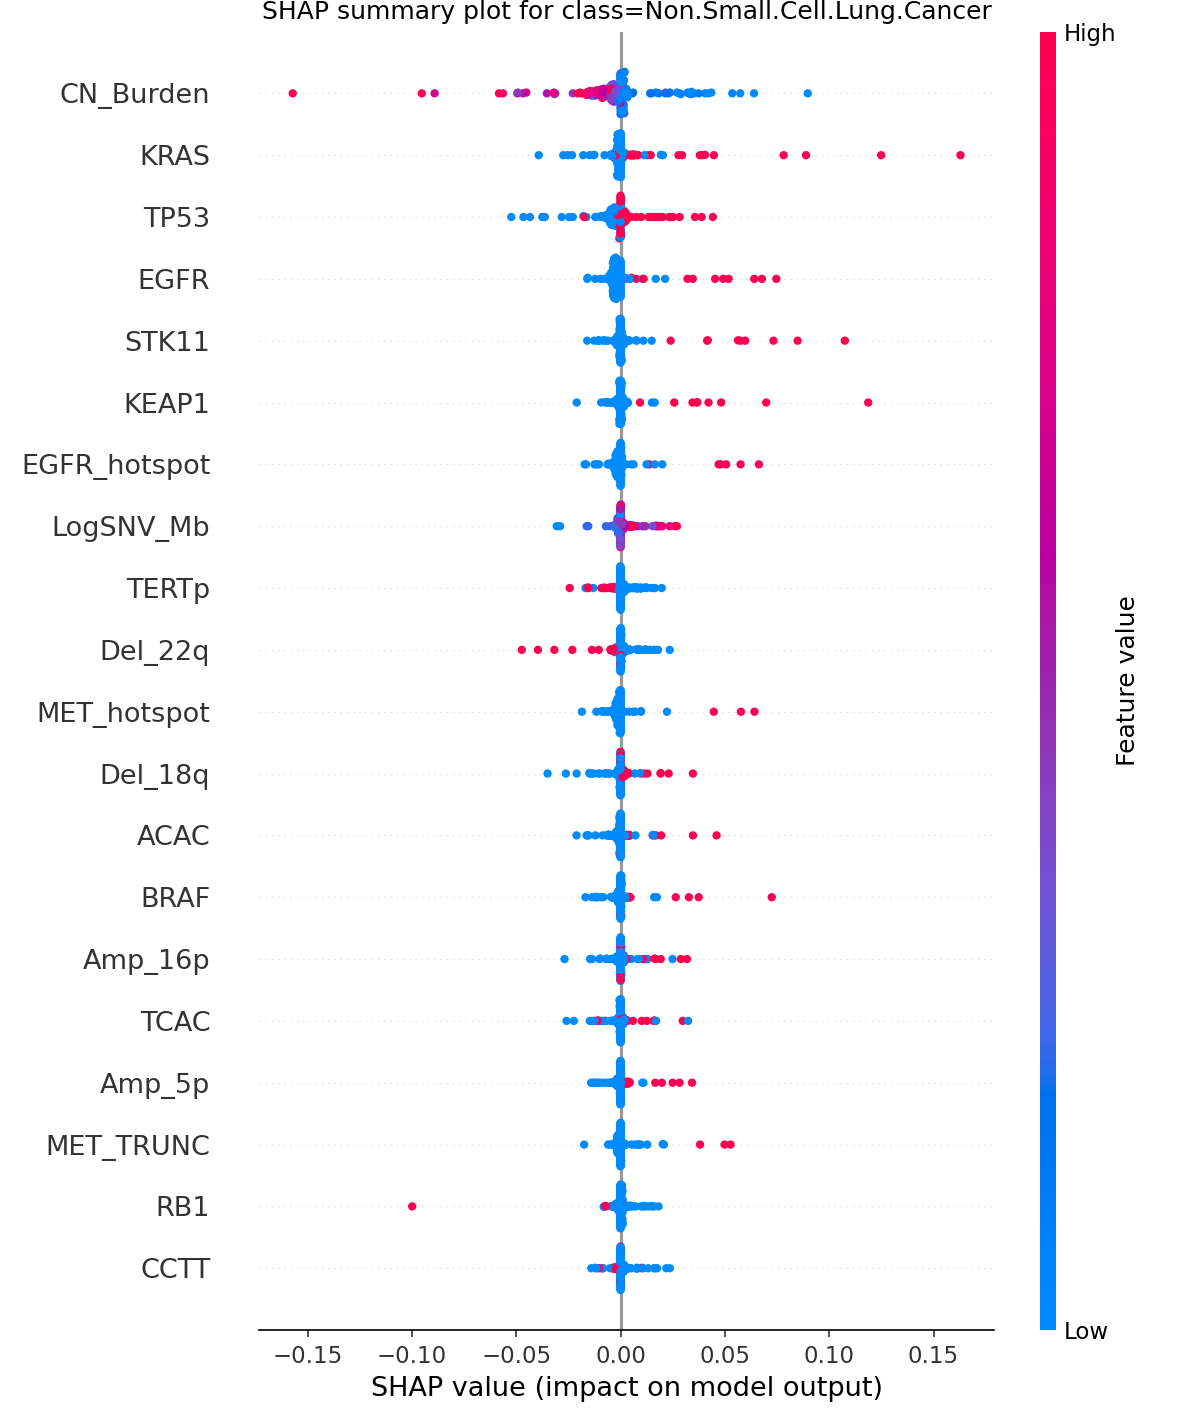 SHAP summary plot for class=Non.Small.Cell.Lung.Cancer
High
CN_Burden
KRAS
TP53
EGFR
STK11
KEAP1
EGFR_hotspot
LogSNV_Mb
TERTp
Del_22q
MET_hotspot
Del_18q
ACAC
BRAF
Amp_16p
TCAC
Amp_5p
MET_TRUNC
RB1
CCTT
Feature value
Low
−0.15 −0.10 −0.05 0.00 0.05 0.10 0.15
SHAP value (impact on model output)